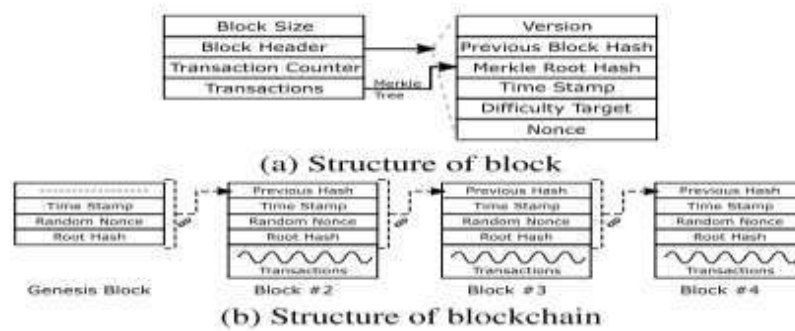 Block Size
Block Header
Transaction Counter
Transactions
Merkle
Tree
Version
Previous Block Hash
Merkle Root Hash
Time Stamp
Difficulty Target
Nonce
(a) Structure of block
Time Stamp
Random Nonce
Root Hash
Genesis Block
Previous Hash
Time Stamp
Random Nonce
Root Hash
Transactions
Block #2
Previous Hash
Time Stamp
Random Nonce
Root Hash
Transactions
Block #3
Previous Hash
Time Stamp
Random Nonce
Root Hash
Transactions
Block #4
(b) Structure of blockchain